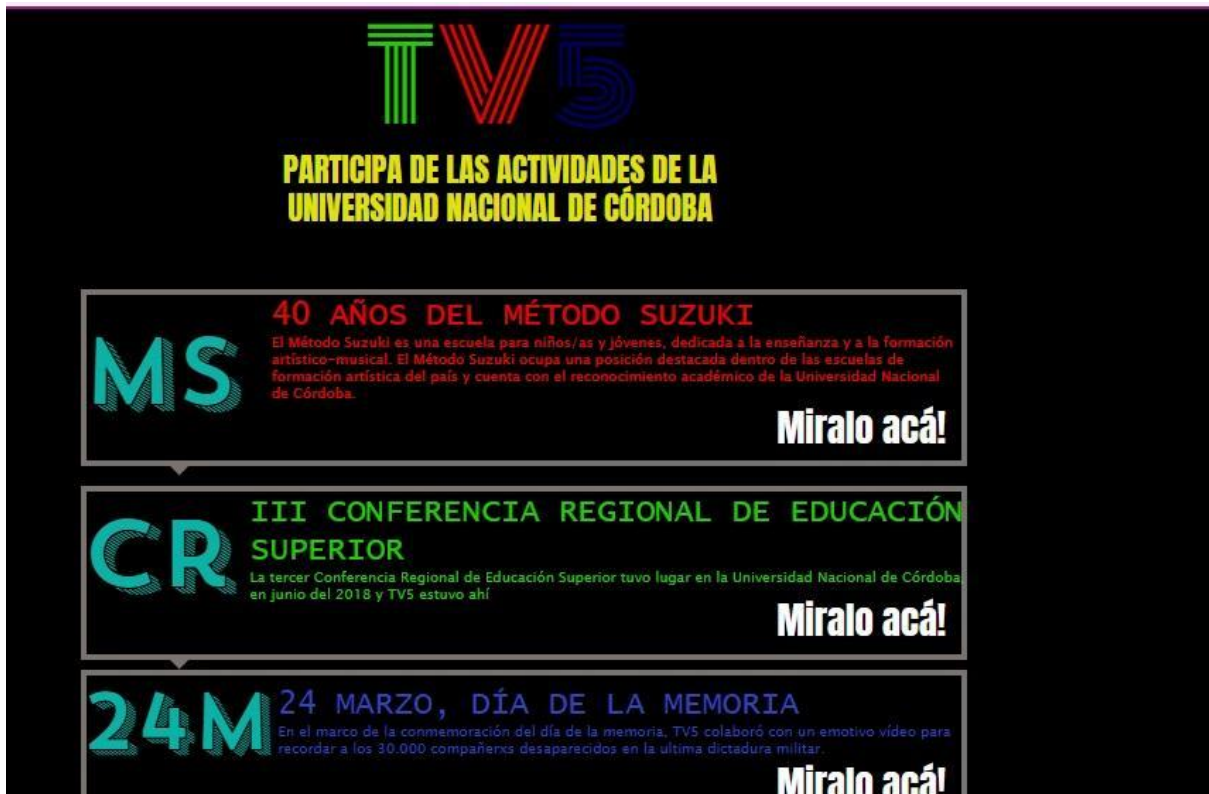 TV5
PARTICIPA DE LAS ACTIVIDADES DE LA
UNIVERSIDAD NACIONAL DE CÓRDOBA
MS
40 AÑOS DEL MÉTODO SUZUKI
El Método Suzuki es una escuela para niños/as y jóvenes, dedicada a la enseñanza y a la formación
artístico-musical. El Método Suzuki ocupa una posición destacada dentro de las escuelas de
formación artística del país y cuenta con el reconocimiento académico de la Universidad Nacional
de Córdoba.
Miralo acá!
CR
III CONFERENCIA REGIONAL DE EDUCACIÓN
SUPERIOR
La tercer Conferencia Regional de Educación Superior tuvo lugar en la Universidad Nacional de Córdoba
en junio del 2018 y TV5 estuvo ahí
Miralo acá!
24M
24 MARZO, DÍA DE LA MEMORIA
En el marco de la conmemoración del día de la memoria, TV5 colaboró con un emotivo vídeo para
recordar a los 30.000 compañerxs desaparecidos en la ultima dictadura militar.
Miralo acá!